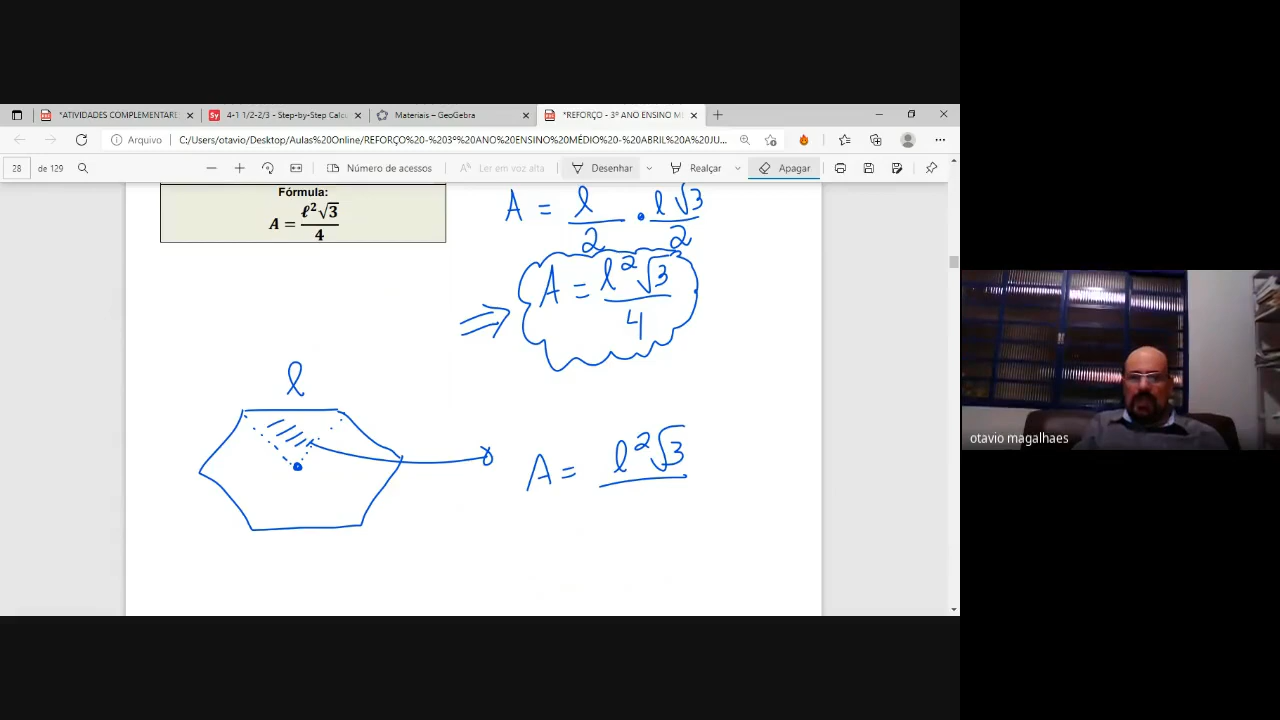 *ATIVIDADES COMPLEMENTARE
4-1 1/2-2/3 - Step-by-Step Calcu
Materiais – GeoGebra
*REFORÇO - 3º ANO ENSINO MÉ
Arquivo
C:/Users/otavio/Desktop/Aulas%20Online/REFORÇO%20-%203º%20ANO%20ENSINO%20MÉDIO%20-%20ABRIL%20A%20JU...
28 de 129
Número de acessos
Ler em voz alta
Desenhar
Realçar
Apagar
Fórmula:
A = ℓ²√3/4
A = l/2 · l√3/2
⇒ A = l²√3/4
l
A = l²√3
otavio magalhaes